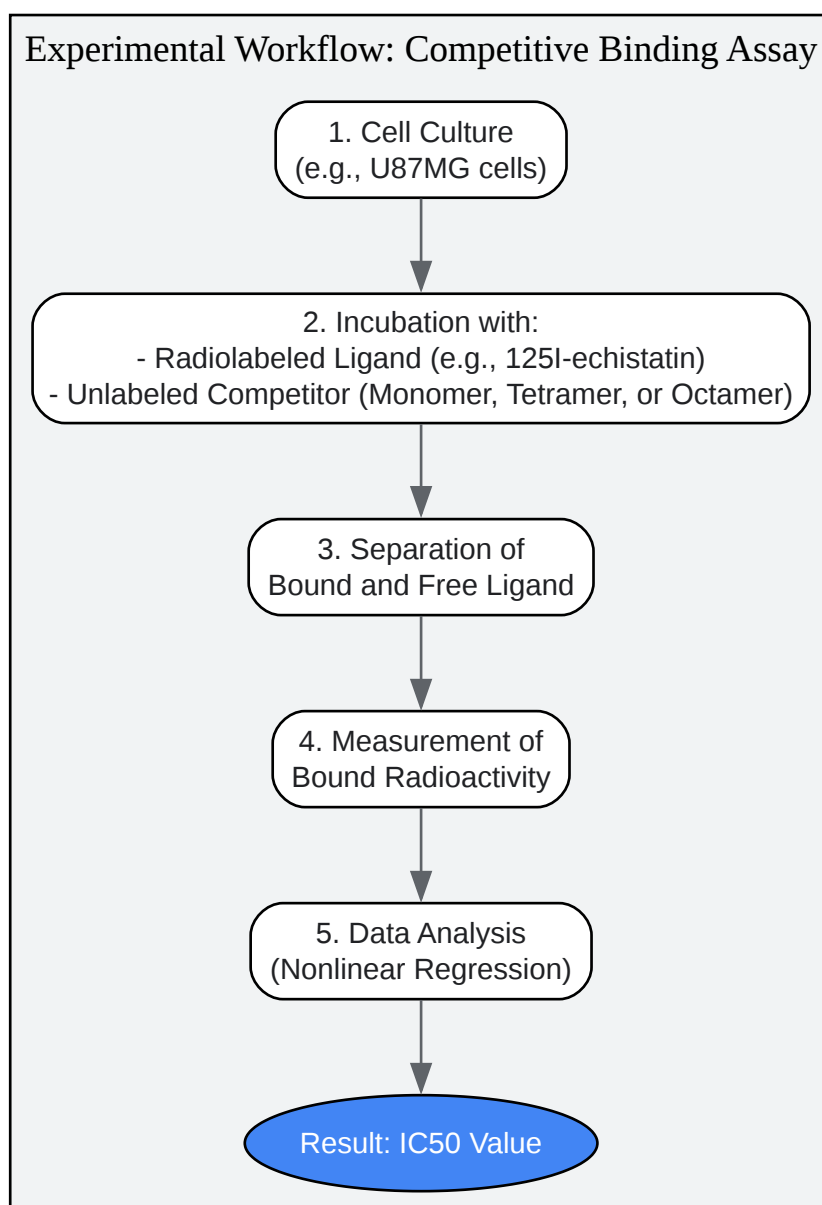 Experimental Workflow: Competitive Binding Assay
1. Cell Culture
(e.g., U87MG cells)
2. Incubation with:
- Radiolabeled Ligand (e.g., 125I-echistatin)
- Unlabeled Competitor (Monomer, Tetramer, or Octamer)
3. Separation of
Bound and Free Ligand
4. Measurement of
Bound Radioactivity
5. Data Analysis
(Nonlinear Regression)
Result: IC50 Value